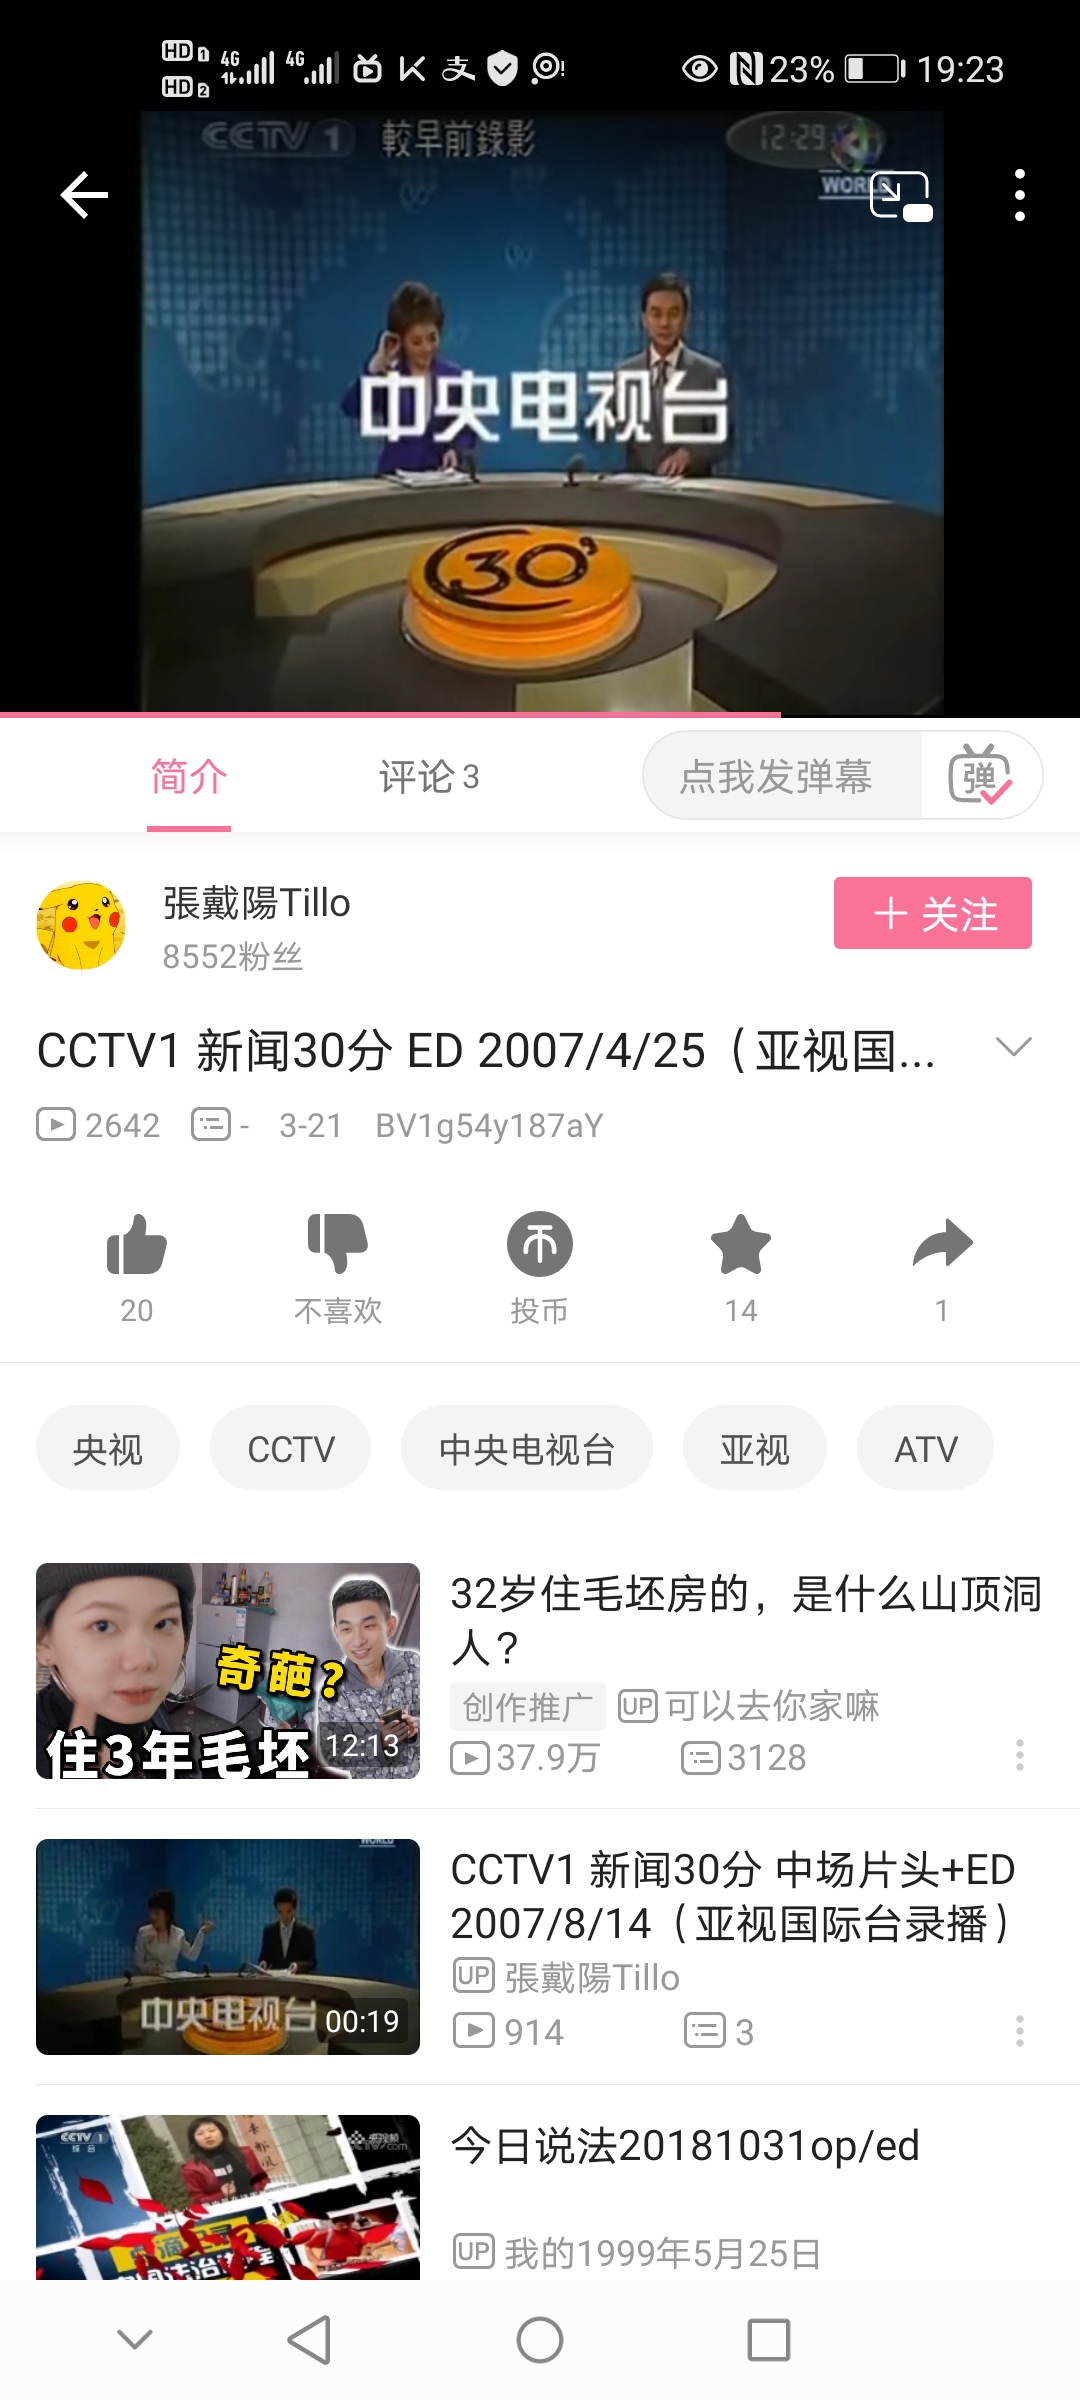 HD 1 4G 4G 23% 19:23
HD 2
CCTV 1 較早前錄影 12:29
WORLD
中央电视台
30'
简介 评论 3 点我发弹幕 弹
張戴陽Tillo
8552粉丝
+ 关注
CCTV1 新闻30分 ED 2007/4/25（亚视国...
2642 - 3-21 BV1g54y187aY
20 不喜欢 投币 14 1
央视 CCTV 中央电视台 亚视 ATV
奇葩?
住3年毛坯 12:13
32岁住毛坯房的，是什么山顶洞
人？
创作推广 UP 可以去你家嘛
37.9万 3128
WORLD
中央电视台 00:19
CCTV1 新闻30分 中场片头+ED
2007/8/14（亚视国际台录播）
UP 張戴陽Tillo
914 3
CCTV 1
综合
央视频
今日说法20181031op/ed
UP 我的1999年5月25日